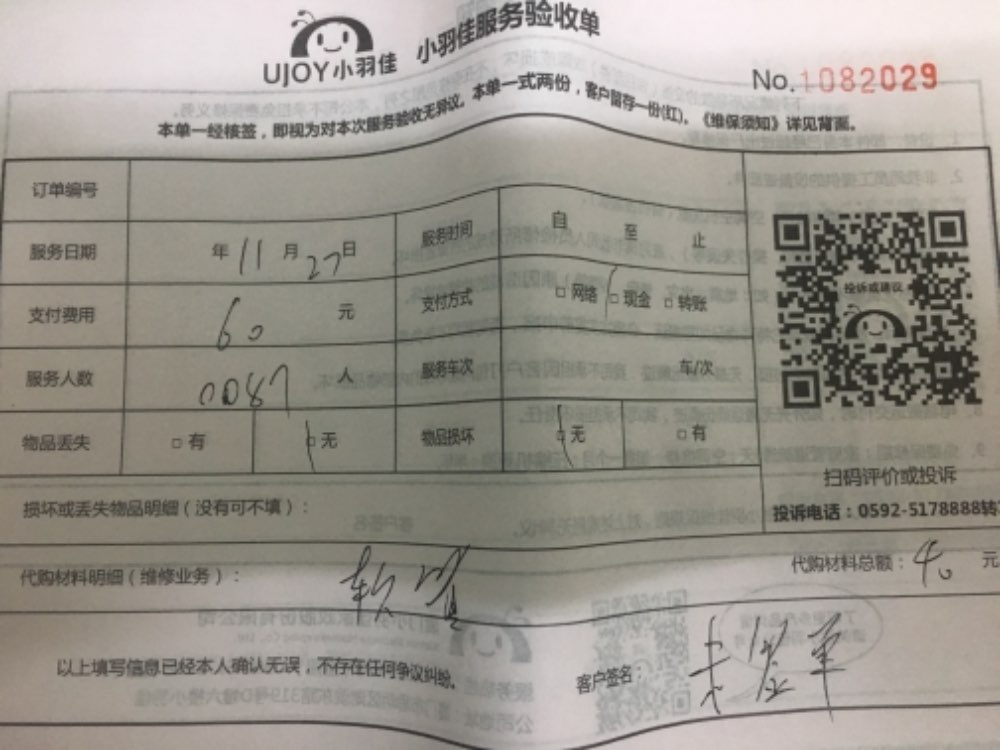 UJOY小羽佳 小羽佳服务验收单
No.1082029
本单一经核签，即视为对本次服务验收无异议。本单一式两份，客户留存一份(红)。《维保须知》详见背面。
订单编号
服务日期 年 11 月 27 日 服务时间 自 至 止
支付费用 60 元 支付方式 □ 网络 □ 现金 □ 转账
投诉或建议
服务人数 0087 人 服务车次 车/次
物品丢失 □ 有 □ 无 物品损坏 □ 无 □ 有
扫码评价或投诉
损坏或丢失物品明细（没有可不填）：
投诉电话：0592-5178888转
代购材料明细（维修业务）： 软管 代购材料总额： 40 元
以上填写信息已经本人确认无误，不存在任何争议纠纷。 客户签名：